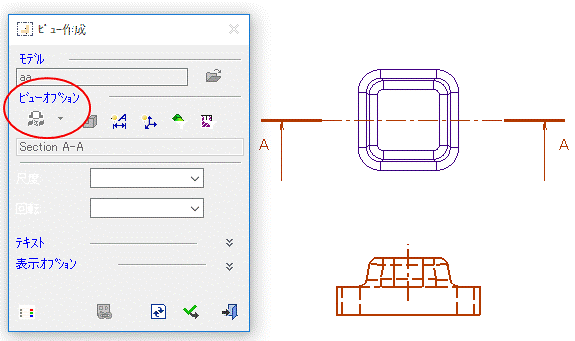 ビュー作成
モデル
aa
ビューオプション
Section A-A
尺度
回転
テキスト
表示オプション
A
A